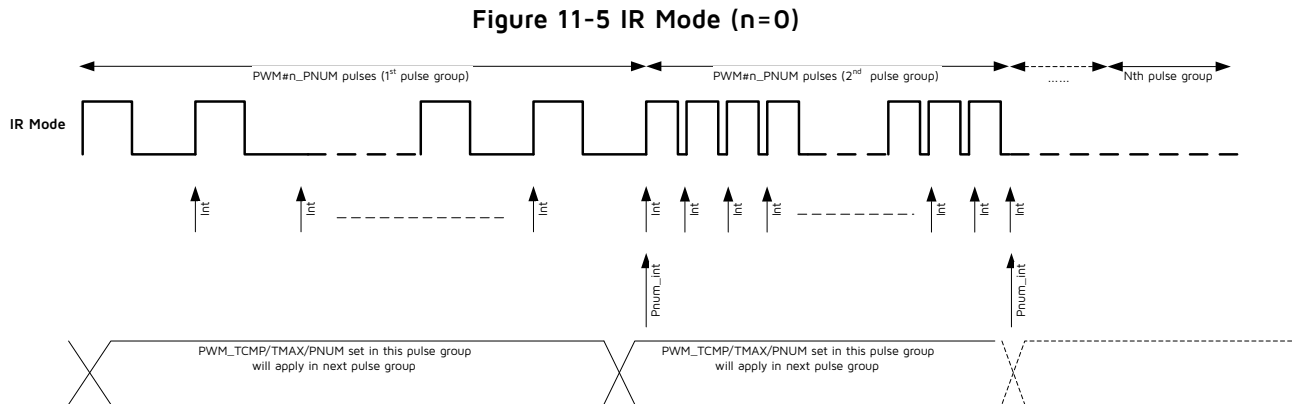 Figure 11-5 IR Mode (n=0)
PWM#n_PNUM pulses (1st pulse group)
PWM#n_PNUM pulses (2nd pulse group)
......
Nth pulse group
IR Mode
Int
Int
Int
Int
Int
Int
Int
Int
Int
Int
Pnum_int
Pnum_int
PWM_TCMP/TMAX/PNUM set in this pulse group
will apply in next pulse group
PWM_TCMP/TMAX/PNUM set in this pulse group
will apply in next pulse group